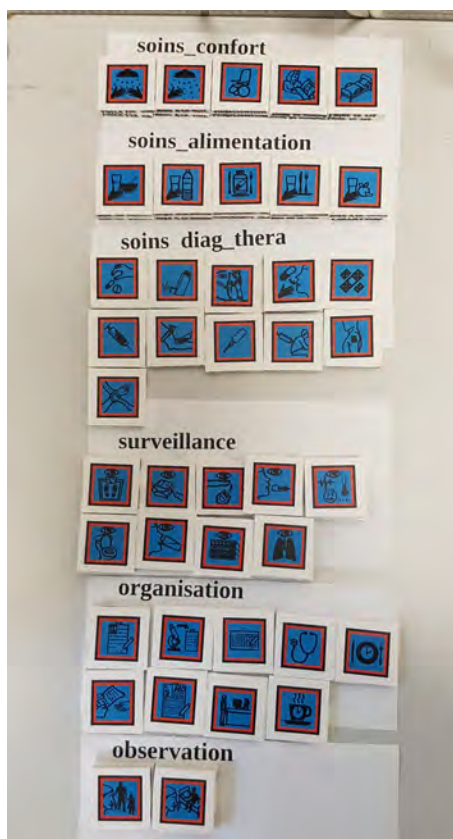 soins_confort
soins_alimentation
soins diag_thera
surveillance
organisation
observation